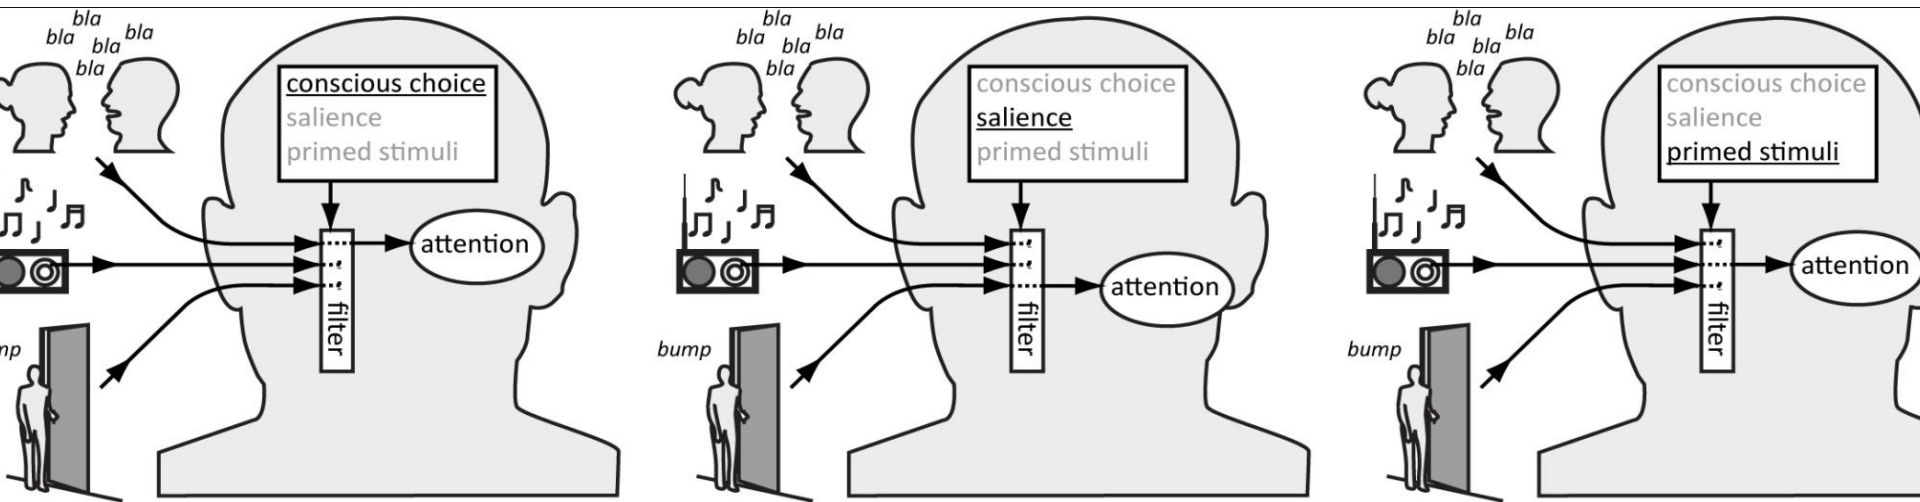 bla
bla
bla
bla
bla
conscious choice
salience
primed stimuli
attention
filter
mp
bla
bla
bla
bla
bla
conscious choice
salience
primed stimuli
attention
filter
bump
bla
bla
bla
bla
bla
conscious choice
salience
primed stimuli
attention
filter
bump